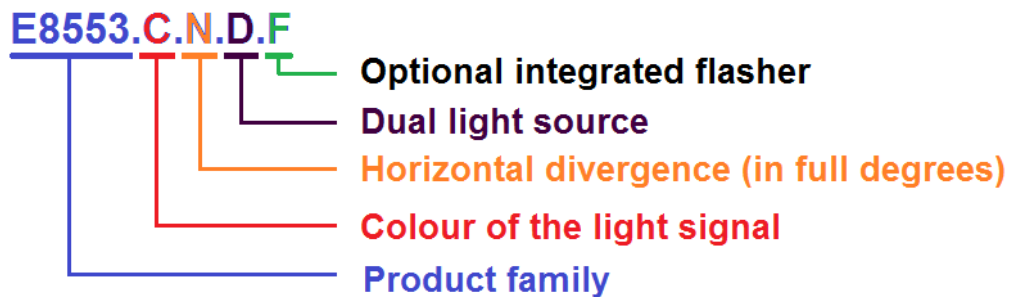 E8553.C.N.D.F
Optional integrated flasher
Dual light source
Horizontal divergence (in full degrees)
Colour of the light signal
Product family